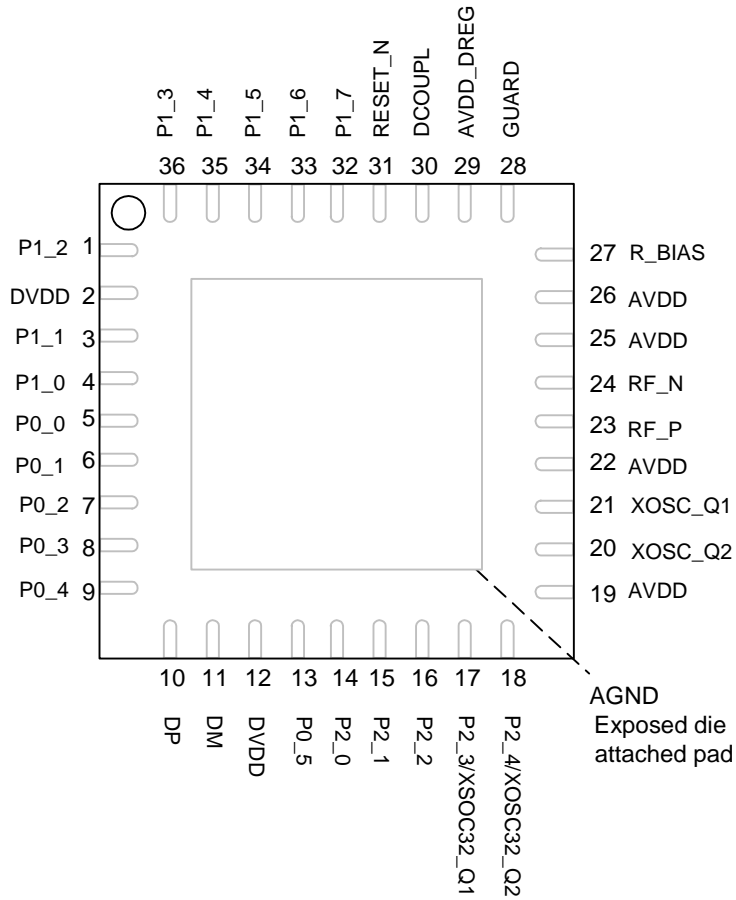 P1_3
P1_4
P1_5
P1_6
P1_7
RESET_N
DCOUPL
AVDD_DREG
GUARD
36 35 34 33 32 31 30 29 28
P1_2 1
DVDD 2
P1_1 3
P1_0 4
P0_0 5
P0_1 6
P0_2 7
P0_3 8
P0_4 9
27 R_BIAS
26 AVDD
25 AVDD
24 RF_N
23 RF_P
22 AVDD
21 XOSC_Q1
20 XOSC_Q2
19 AVDD
10 11 12 13 14 15 16 17 18
DP
DM
DVDD
P0_5
P2_0
P2_1
P2_2
P2_3/XSOC32_Q1
P2_4/XOSC32_Q2
AGND
Exposed die
attached pad